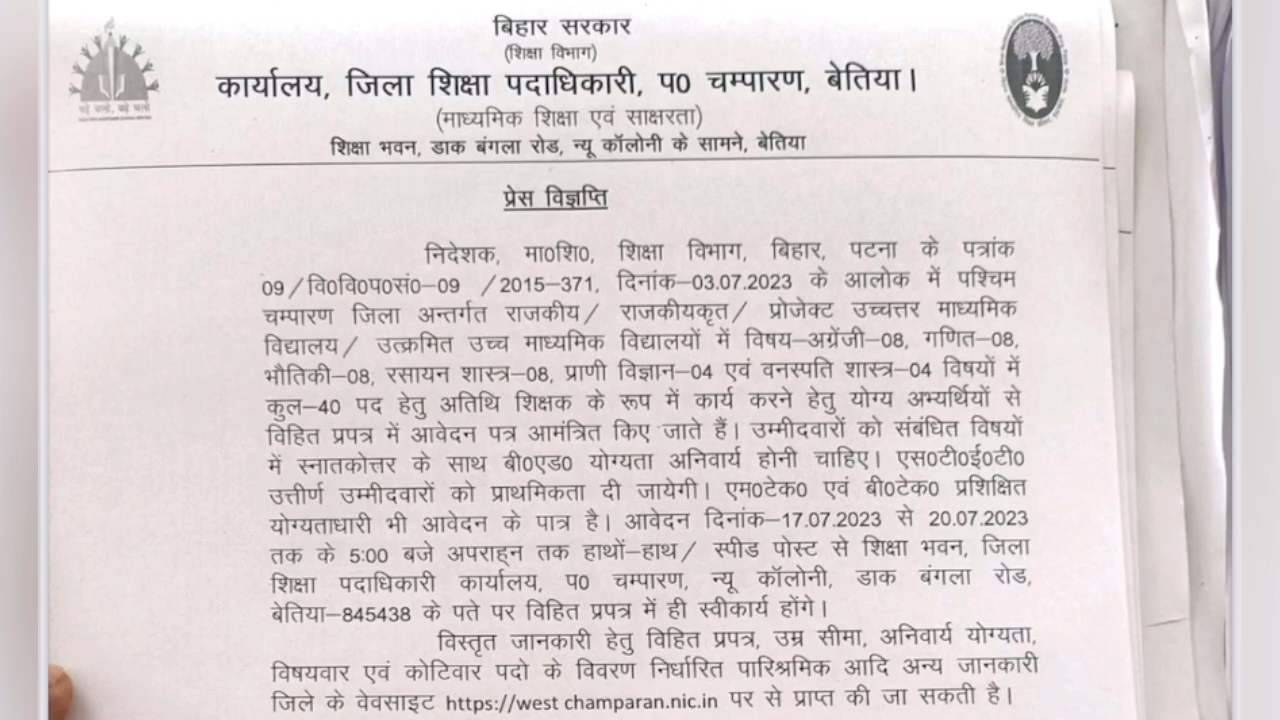 बिहार सरकार
(शिक्षा विभाग)
कार्यालय, जिला शिक्षा पदाधिकारी, प0 चम्पारण, बेतिया।
(माध्यमिक शिक्षा एवं साक्षरता)
शिक्षा भवन, डाक बंगला रोड, न्यू कॉलोनी के सामने, बेतिया
प्रेस विज्ञप्ति
निदेशक, मा0शि0, शिक्षा विभाग, बिहार, पटना के पत्रांक
09/वि0वि0प0सं0–09 /2015–371, दिनांक–03.07.2023 के आलोक में पश्चिम
चम्पारण जिला अन्तर्गत राजकीय/ राजकीयकृत/ प्रोजेक्ट उच्चत्तर माध्यमिक
विद्यालय/ उत्क्रमित उच्च माध्यमिक विद्यालयों में विषय–अग्रेंजी–08, गणित–08,
भौतिकी–08, रसायन शास्त्र–08, प्राणी विज्ञान–04 एवं वनस्पति शास्त्र–04 विषयों में
कुल–40 पद हेतु अतिथि शिक्षक के रूप में कार्य करने हेतु योग्य अभ्यर्थियों से
विहित प्रपत्र में आवेदन पत्र आमंत्रित किए जाते हैं। उम्मीदवारों को संबंधित विषयों
में स्नातकोत्तर के साथ बी0एड0 योग्यता अनिवार्य होनी चाहिए। एस0टी0ई0टी0
उत्तीर्ण उम्मीदवारों को प्राथमिकता दी जायेगी। एम0टेक0 एवं बी0टेक0 प्रशिक्षित
योग्यताधारी भी आवेदन के पात्र है। आवेदन दिनांक–17.07.2023 से 20.07.2023
तक के 5:00 बजे अपराह्न तक हाथों–हाथ/ स्पीड पोस्ट से शिक्षा भवन, जिला
शिक्षा पदाधिकारी कार्यालय, प0 चम्पारण, न्यू कॉलोनी, डाक बंगला रोड,
बेतिया–845438 के पते पर विहित प्रपत्र में ही स्वीकार्य होंगे।
विस्तृत जानकारी हेतु विहित प्रपत्र, उम्र सीमा, अनिवार्य योग्यता,
विषयवार एवं कोटिवार पदो के विवरण निर्धारित पारिश्रमिक आदि अन्य जानकारी
जिले के वेवसाइट https://west champaran.nic.in पर से प्राप्त की जा सकती है।